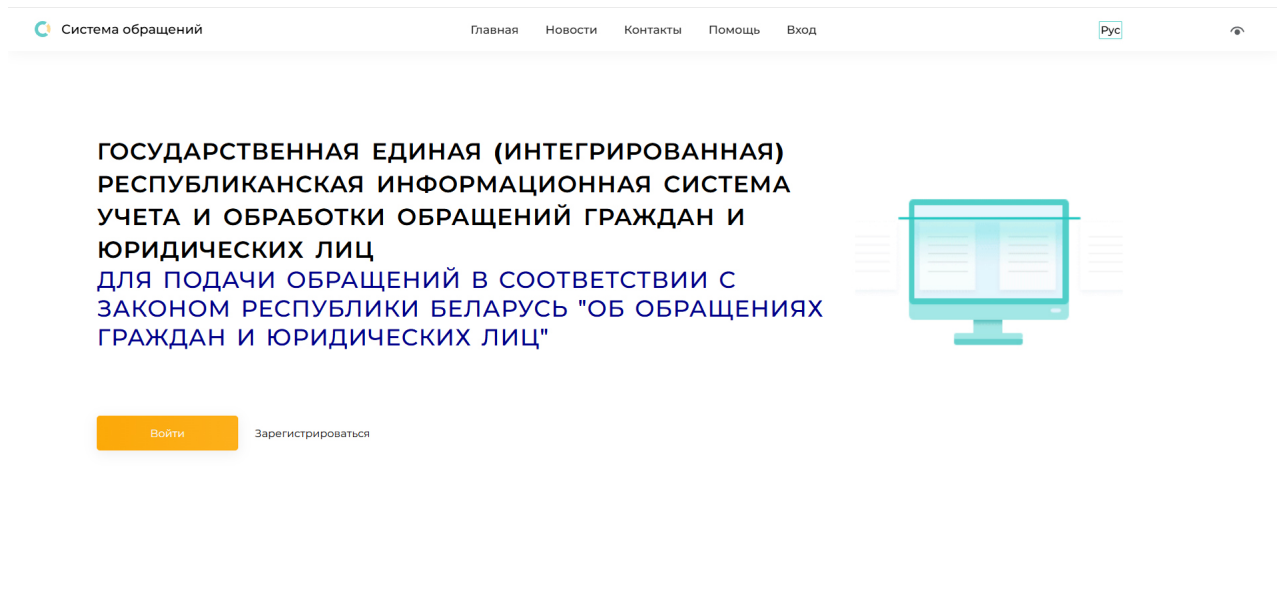 Система обращений
Главная Новости Контакты Помощь Вход
Рус
ГОСУДАРСТВЕННАЯ ЕДИНАЯ (ИНТЕГРИРОВАННАЯ)
РЕСПУБЛИКАНСКАЯ ИНФОРМАЦИОННАЯ СИСТЕМА
УЧЕТА И ОБРАБОТКИ ОБРАЩЕНИЙ ГРАЖДАН И
ЮРИДИЧЕСКИХ ЛИЦ
ДЛЯ ПОДАЧИ ОБРАЩЕНИЙ В СООТВЕТСТВИИ С
ЗАКОНОМ РЕСПУБЛИКИ БЕЛАРУСЬ "ОБ ОБРАЩЕНИЯХ
ГРАЖДАН И ЮРИДИЧЕСКИХ ЛИЦ"
Войти
Зарегистрироваться